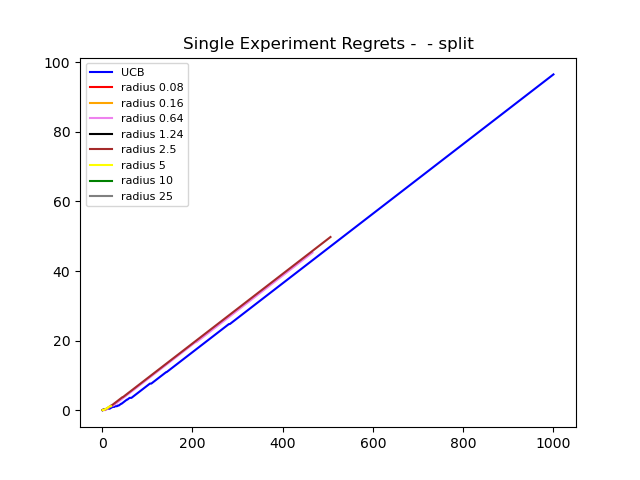 Single Experiment Regrets -  - split
100
80
60
40
20
0
UCB
radius 0.08
radius 0.16
radius 0.64
radius 1.24
radius 2.5
radius 5
radius 10
radius 25
0 200 400 600 800 1000